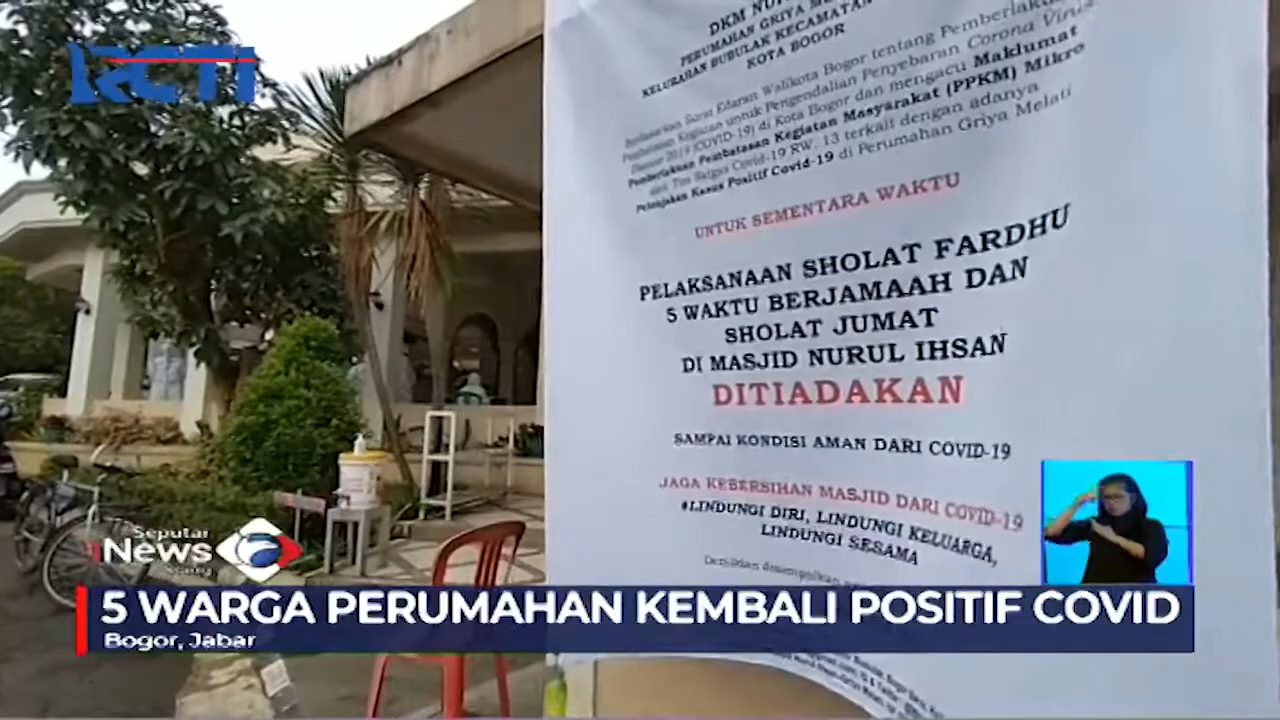 RCTI
DKM
PERUMAHAN GRIYA
KELURAHAN BUBULAK KECAMATAN
KOTA BOGOR
Berdasarkan Surat Edaran Walikota Bogor tentang Pemberlakuan
Pembatasan Kegiatan untuk Pengendalian Penyebaran Corona Virus
Disease 2019 (COVID-19) di Kota Bogor dan mengacu Maklumat
Pemberlakuan Pembatasan Kegiatan Masyarakat (PPKM) Mikro
dari Tim Satgas Covid-19 RW. 13 terkait dengan adanya
Pelonjakan Kasus Positif Covid-19 di Perumahan Griya Melati
UNTUK SEMENTARA WAKTU
PELAKSANAAN SHOLAT FARDHU
5 WAKTU BERJAMAAH DAN
SHOLAT JUMAT
DI MASJID NURUL IHSAN
DITIADAKAN
SAMPAI KONDISI AMAN DARI COVID-19
JAGA KEBERSIHAN MASJID DARI COVID-19
#LINDUNGI DIRI, LINDUNGI KELUARGA,
LINDUNGI SESAMA
Demikian disampaikan
Seputar
iNews
Siang
5 WARGA PERUMAHAN KEMBALI POSITIF COVID
Bogor, Jabar